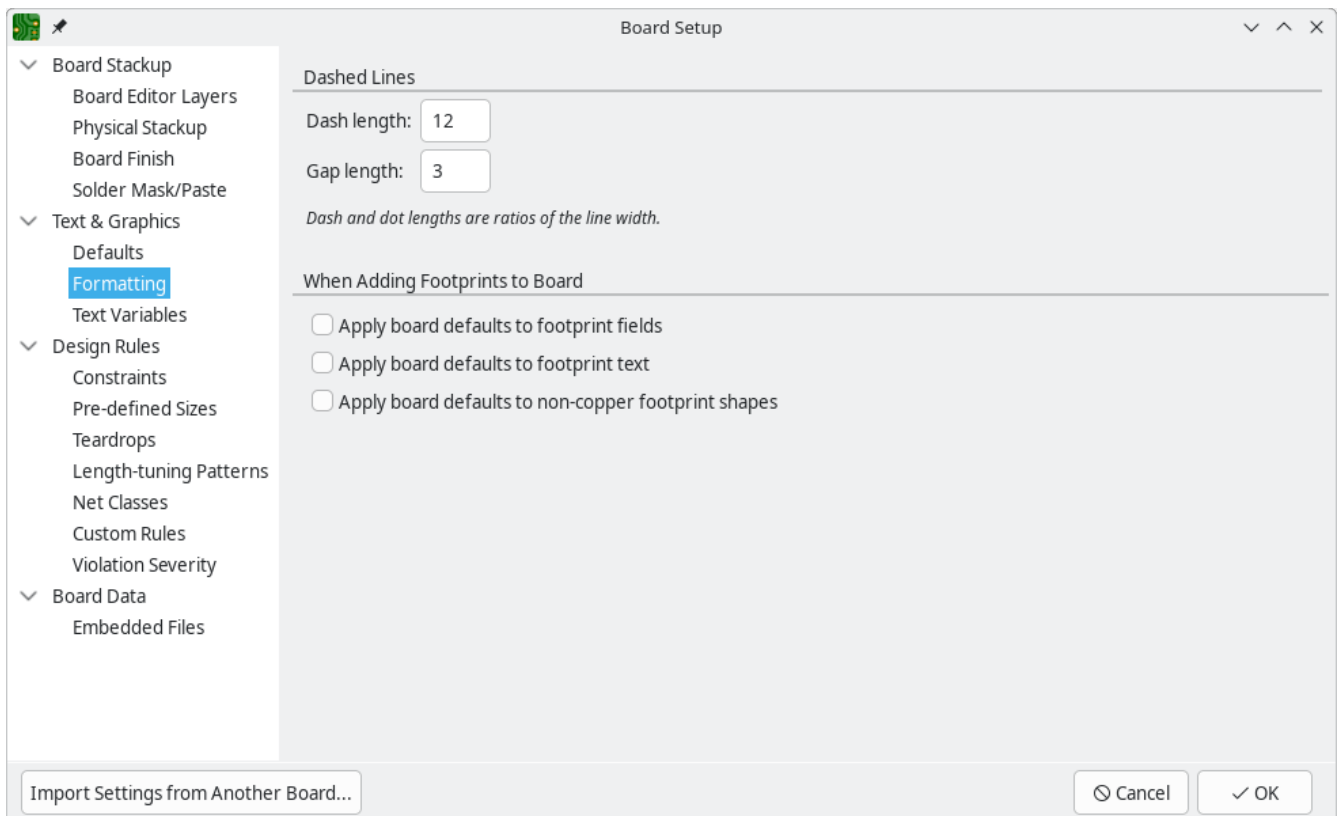 Board Setup
Board Stackup
Board Editor Layers
Physical Stackup
Board Finish
Solder Mask/Paste
Text & Graphics
Defaults
Formatting
Text Variables
Design Rules
Constraints
Pre-defined Sizes
Teardrops
Length-tuning Patterns
Net Classes
Custom Rules
Violation Severity
Board Data
Embedded Files
Dashed Lines
Dash length: 12
Gap length: 3
Dash and dot lengths are ratios of the line width.
When Adding Footprints to Board
Apply board defaults to footprint fields
Apply board defaults to footprint text
Apply board defaults to non-copper footprint shapes
Import Settings from Another Board...
Cancel
OK